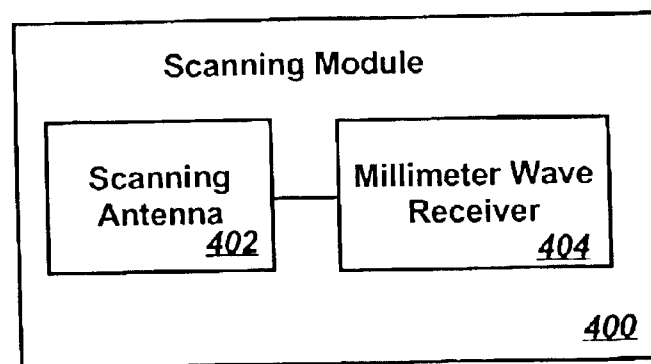 Scanning Module
Scanning
Antenna
402
Millimeter Wave
Receiver
404
400